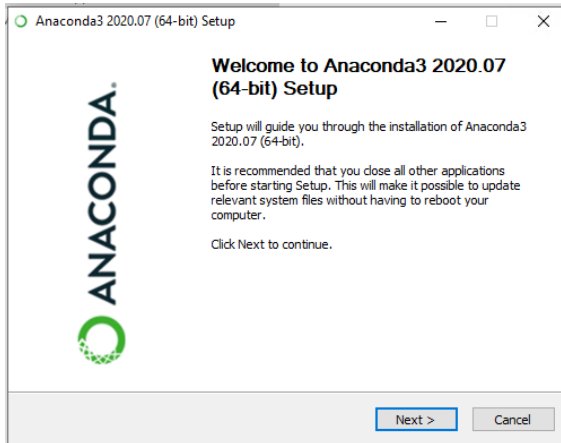 Anaconda3 2020.07 (64-bit) Setup
Welcome to Anaconda3 2020.07
(64-bit) Setup
Setup will guide you through the installation of Anaconda3
2020.07 (64-bit).
It is recommended that you close all other applications
before starting Setup. This will make it possible to update
relevant system files without having to reboot your
computer.
Click Next to continue.
ANACONDA.
Next >
Cancel